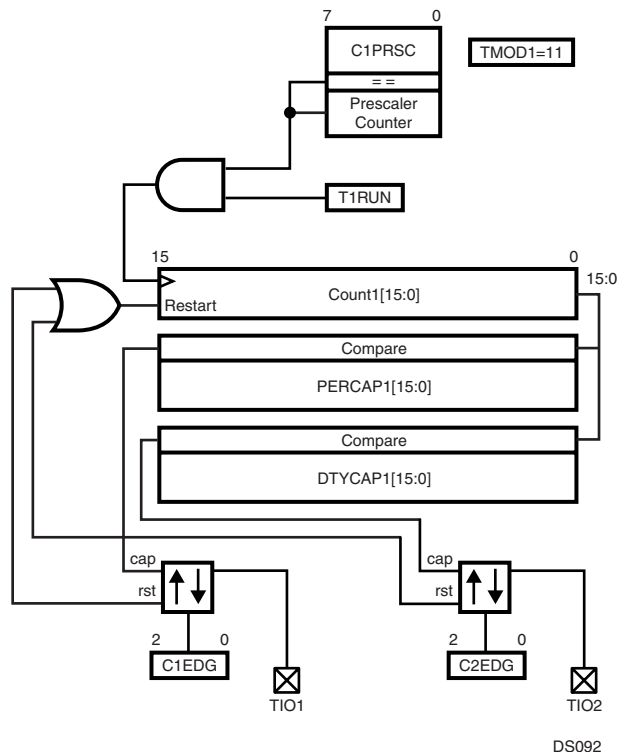 7 0
C1PRSC
TMOD1=11
= =
Prescaler
Counter
T1RUN
15 0
15:0
Count1[15:0]
Restart
Compare
PERCAP1[15:0]
Compare
DTYCAP1[15:0]
cap
rst
cap
rst
2 0
2 0
C1EDG
C2EDG
TIO1
TIO2
DS092